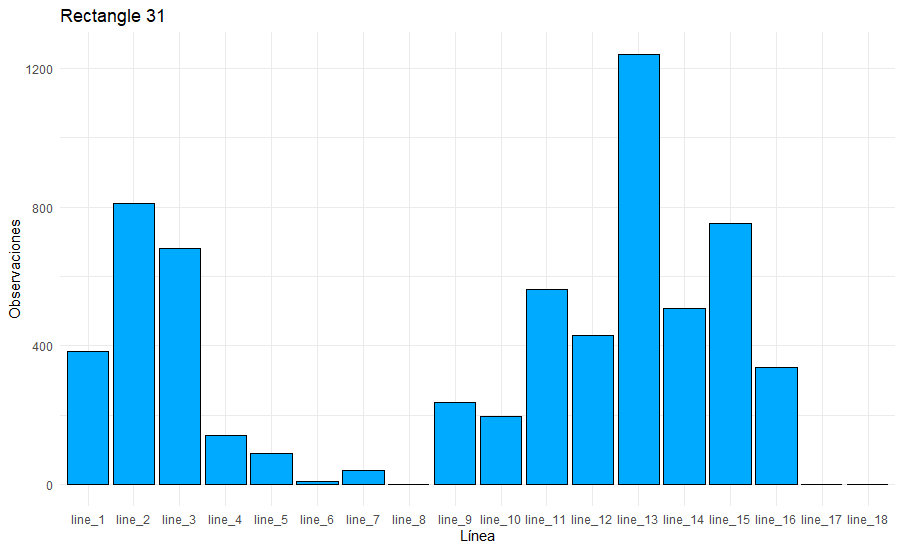 Rectangle 31
Observaciones
1200
800
400
0
line_1 line_2 line_3 line_4 line_5 line_6 line_7 line_8 line_9 line_10 line_11 line_12 line_13 line_14 line_15 line_16 line_17 line_18
Línea